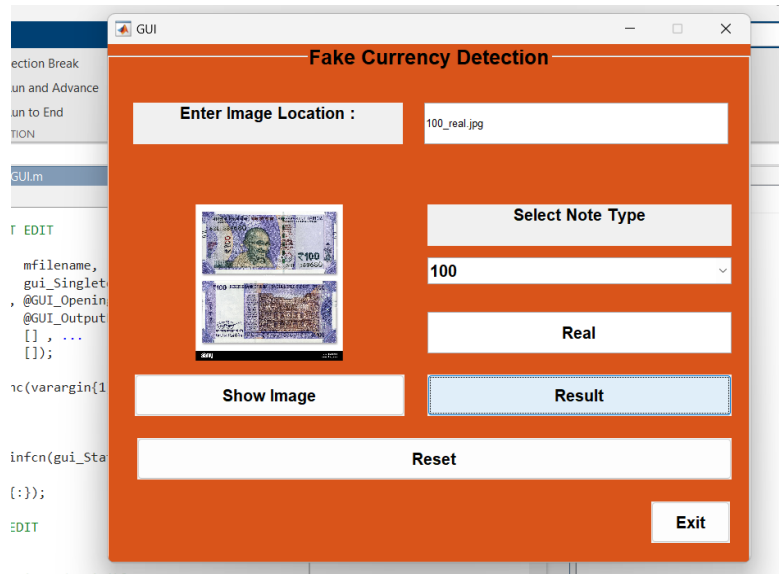 GUI
ection Break
un and Advance
un to End
TION
GUI.m
T EDIT
mfilename,
gui_Singlet
, @GUI_Openin
@GUI_Output
[] , ...
[]);
nc(varargin{1
infcn(gui_Sta
{:});
EDIT
Fake Currency Detection
Enter Image Location :
100_real.jpg
Select Note Type
₹100
₹100
100
Real
Show Image
Result
Reset
Exit